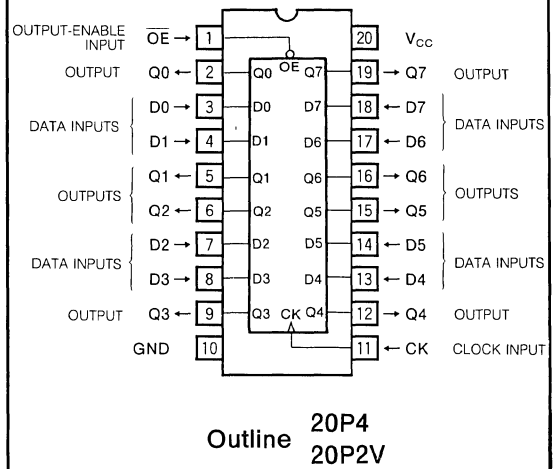 OUTPUT-ENABLE
INPUT
OE → 1
20 VCC
OUTPUT Q0 ← 2 Q0 OE Q7 19 → Q7 OUTPUT
DATA INPUTS
D0 → 3 D0 D7 18 ← D7
D1 → 4 D1 D6 17 ← D6
DATA INPUTS
OUTPUTS
Q1 ← 5 Q1 Q6 16 → Q6
Q2 ← 6 Q2 Q5 15 → Q5
OUTPUTS
DATA INPUTS
D2 → 7 D2 D5 14 ← D5
D3 → 8 D3 D4 13 ← D4
DATA INPUTS
OUTPUT Q3 ← 9 Q3 CK Q4 12 → Q4 OUTPUT
GND 10 11 ← CK CLOCK INPUT
Outline 20P4
20P2V